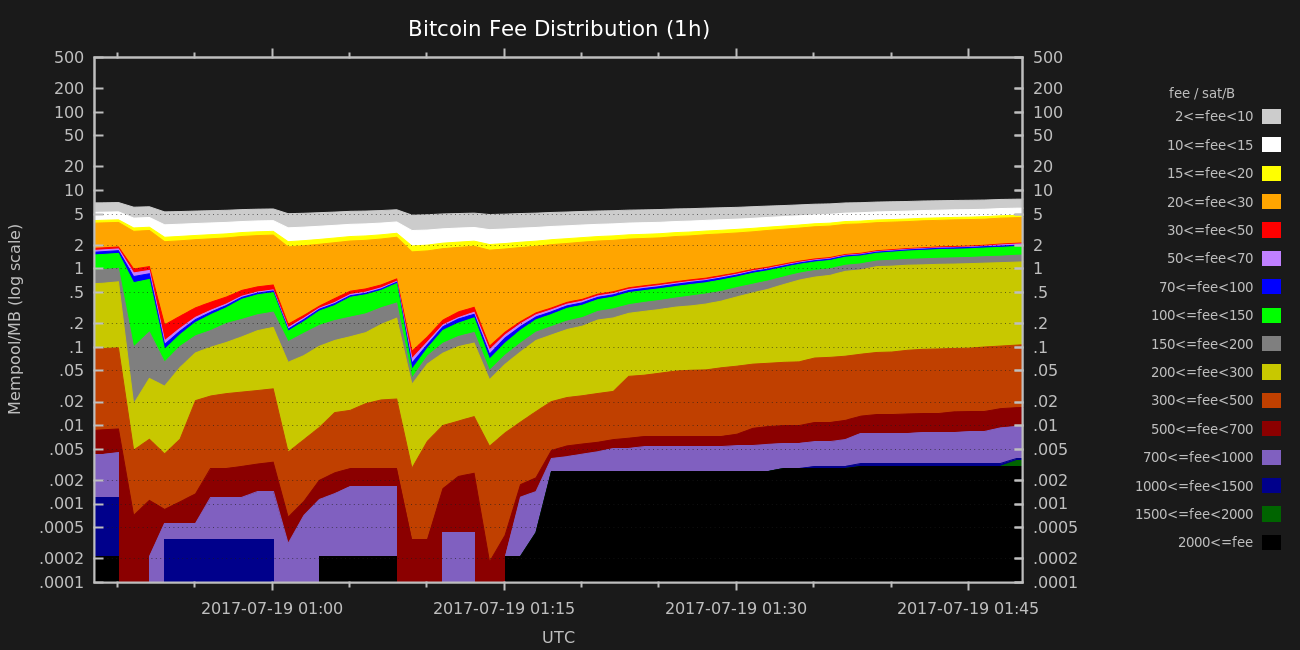 Bitcoin Fee Distribution (1h)
500 500
200 200
100 100
50 50
20 20
10 10
5 5
2 2
1 1
.5 .5
.2 .2
.1 .1
.05 .05
.02 .02
.01 .01
.005 .005
.002 .002
.001 .001
.0005 .0005
.0002 .0002
.0001 .0001
Mempool/MB (log scale)
2017-07-19 01:00 2017-07-19 01:15 2017-07-19 01:30 2017-07-19 01:45
UTC
fee / sat/B
2<=fee<10
10<=fee<15
15<=fee<20
20<=fee<30
30<=fee<50
50<=fee<70
70<=fee<100
100<=fee<150
150<=fee<200
200<=fee<300
300<=fee<500
500<=fee<700
700<=fee<1000
1000<=fee<1500
1500<=fee<2000
2000<=fee